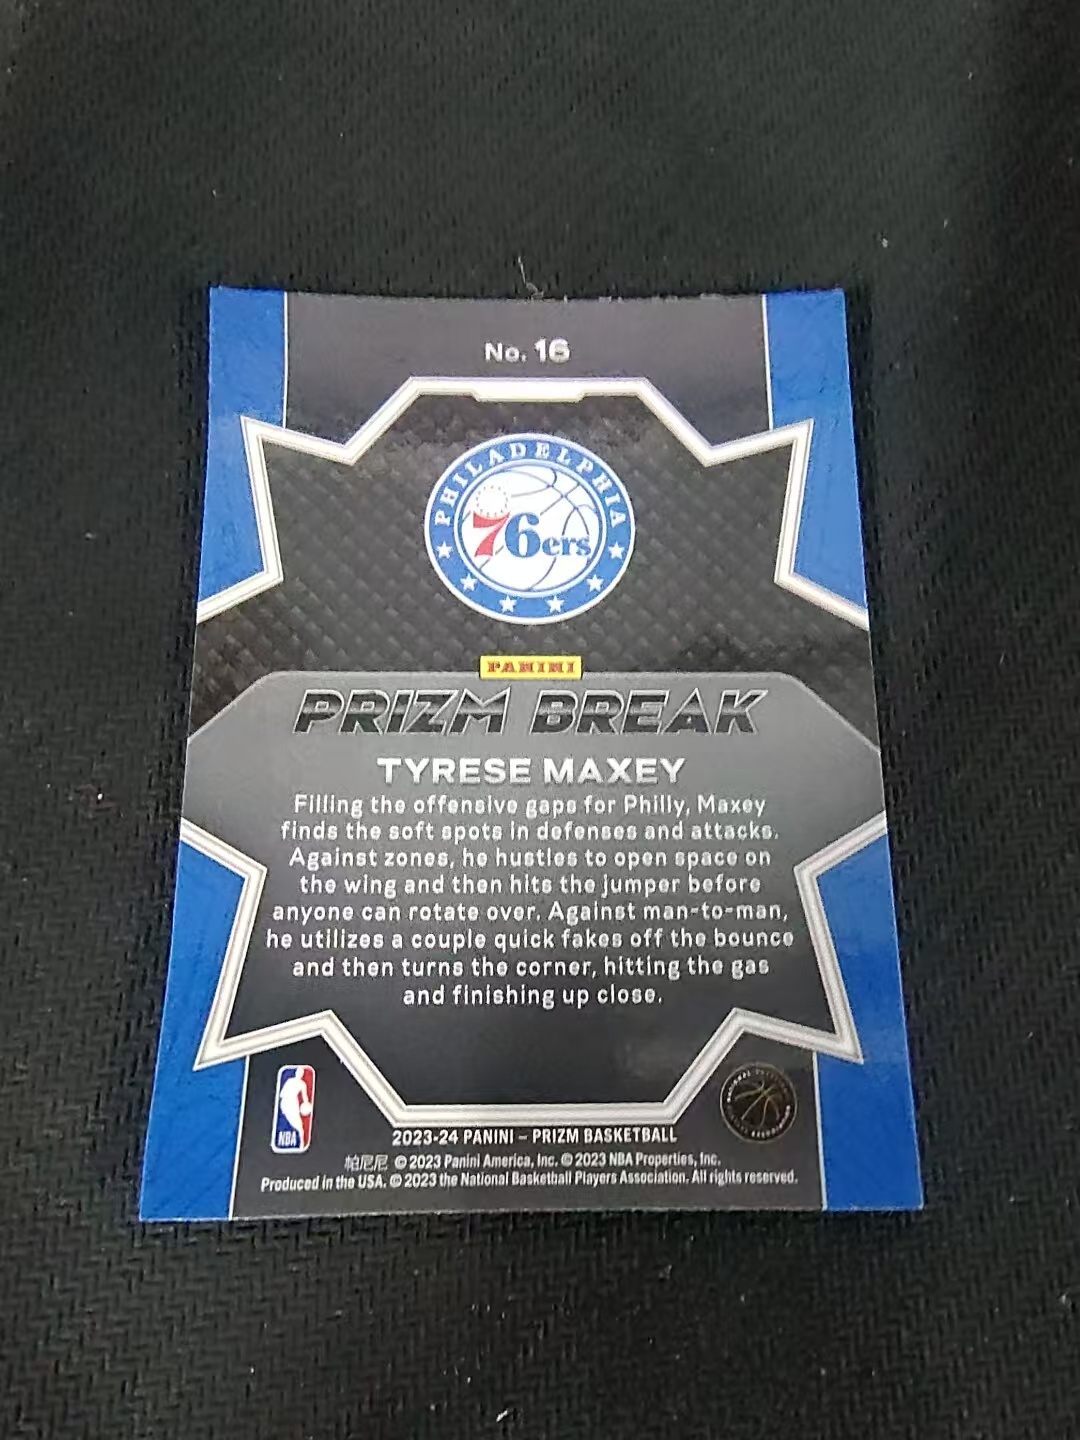 No. 16
PHILADELPHIA
76ers
PANINI
PRIZM BREAK
TYRESE MAXEY
Filling the offensive gaps for Philly, Maxey
finds the soft spots in defenses and attacks.
Against zones, he hustles to open space on
the wing and then hits the jumper before
anyone can rotate over. Against man-to-man,
he utilizes a couple quick fakes off the bounce
and then turns the corner, hitting the gas
and finishing up close.
NBA
2023-24 PANINI – PRIZM BASKETBALL
帕尼尼 © 2023 Panini America, Inc. © 2023 NBA Properties, Inc.
Produced in the USA. © 2023 the National Basketball Players Association. All rights reserved.